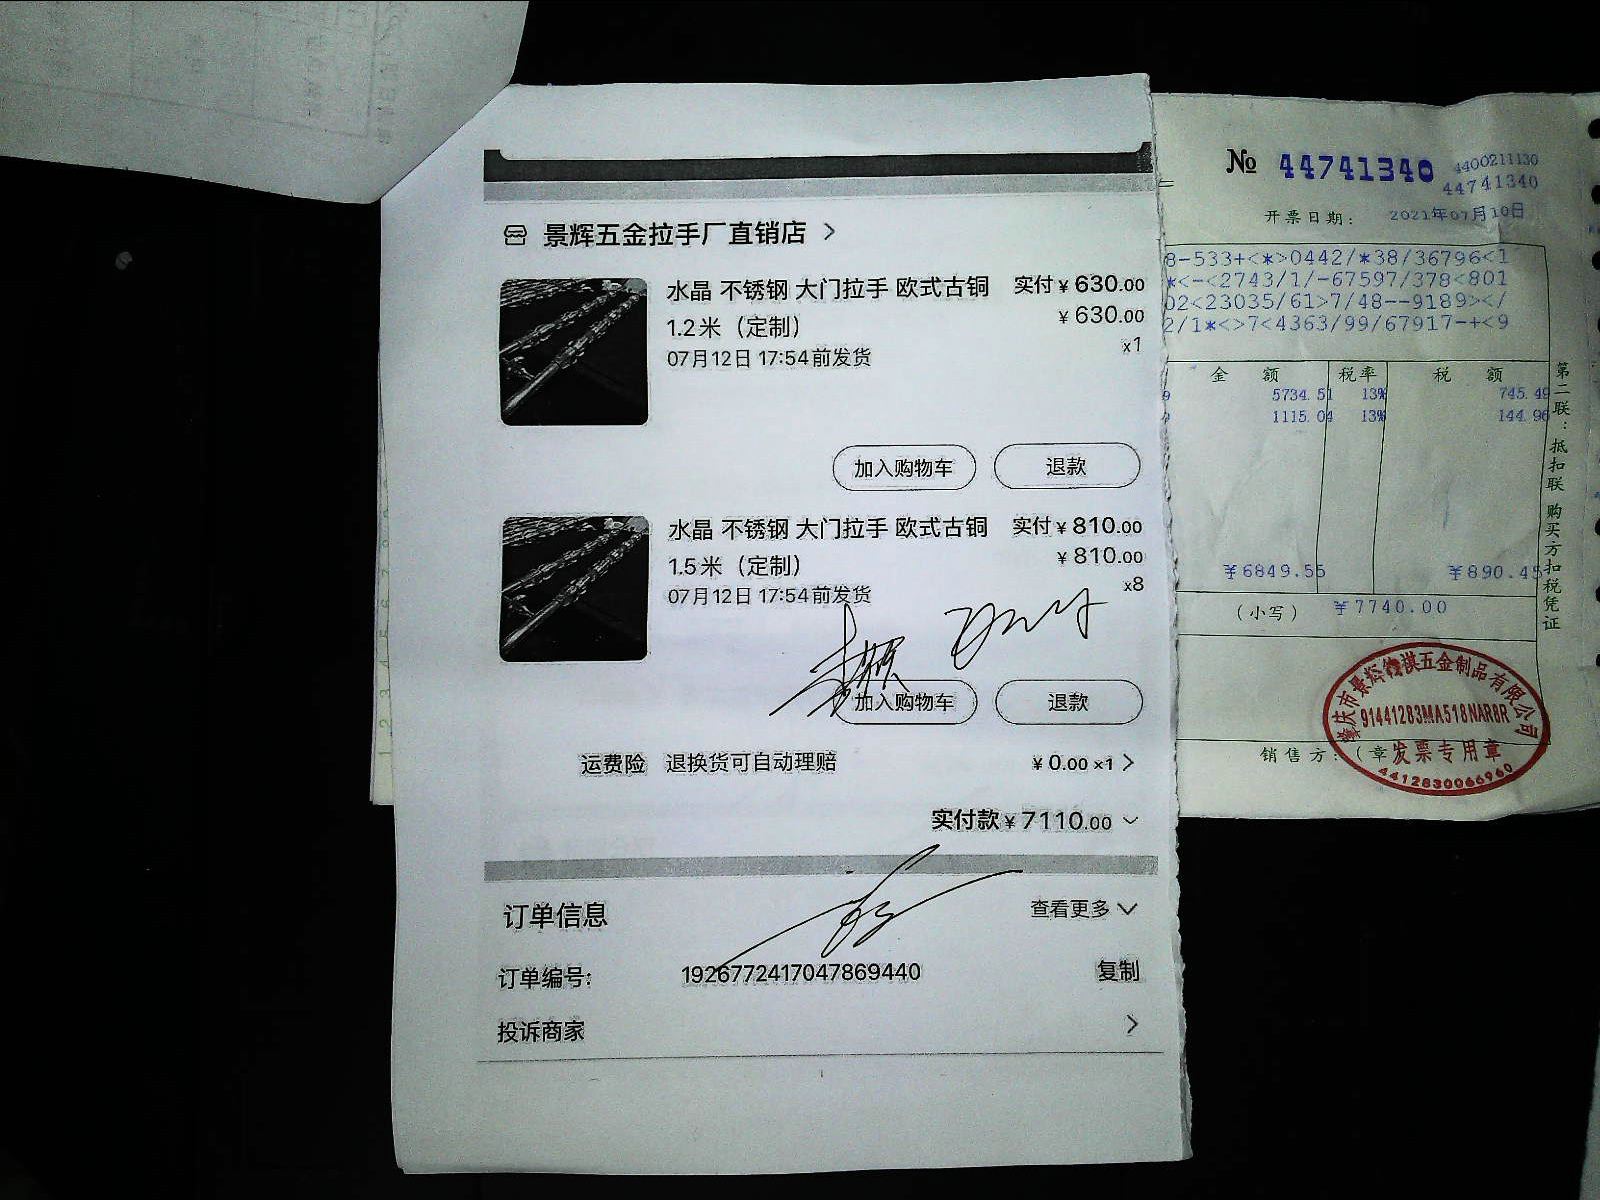 景辉五金拉手厂直销店 >
水晶 不锈钢 大门拉手 欧式古铜 实付¥630.00
1.2米（定制） ¥630.00
07月12日 17:54前发货 x1
加入购物车 退款
水晶 不锈钢 大门拉手 欧式古铜 实付¥810.00
1.5米（定制） ¥810.00
07月12日 17:54前发货 x8
加入购物车 退款
运费险 退换货可自动理赔 ¥0.00 x1 >
实付款¥7110.00
订单信息 查看更多
订单编号: 1926772417047869440 复制
投诉商家 >
№ 44741340 4400211130
44741340
开票日期: 2021年07月10日
8-533+<*>0442/*38/36796<1
*<-<2743/1/-67597/378<801
02<23035/61>7/48--9189></
2/1*<>7<4363/99/67917-+<9
金 额 税率 税 额
5734.51 13% 745.49
1115.04 13% 144.96
¥6849.55 ¥890.45
（小写） ¥7740.00
第二联：抵扣联 购买方扣税凭证
销售方:（章
91441283MA518NAR8R
发票专用章
4412830066960